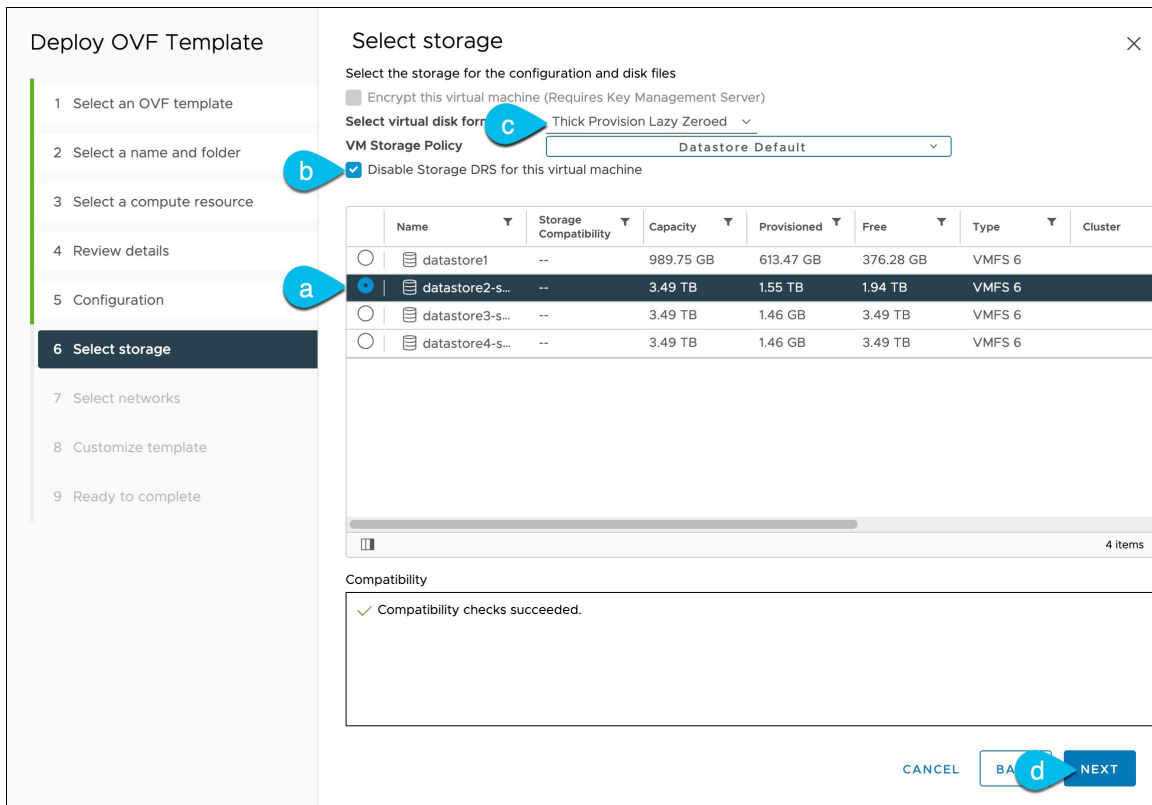 Deploy OVF Template
1 Select an OVF template
2 Select a name and folder
3 Select a compute resource
4 Review details
5 Configuration
6 Select storage
7 Select networks
8 Customize template
9 Ready to complete
Select storage
Select the storage for the configuration and disk files
Encrypt this virtual machine (Requires Key Management Server)
Select virtual disk for c Thick Provision Lazy Zeroed
VM Storage Policy Datastore Default
b Disable Storage DRS for this virtual machine
Name Storage Compatibility Capacity Provisioned Free Type Cluster
datastore1 -- 989.75 GB 613.47 GB 376.28 GB VMFS 6
a datastore2-s... -- 3.49 TB 1.55 TB 1.94 TB VMFS 6
datastore3-s... -- 3.49 TB 1.46 GB 3.49 TB VMFS 6
datastore4-s... -- 3.49 TB 1.46 GB 3.49 TB VMFS 6
4 items
Compatibility
Compatibility checks succeeded.
CANCEL BA d NEXT